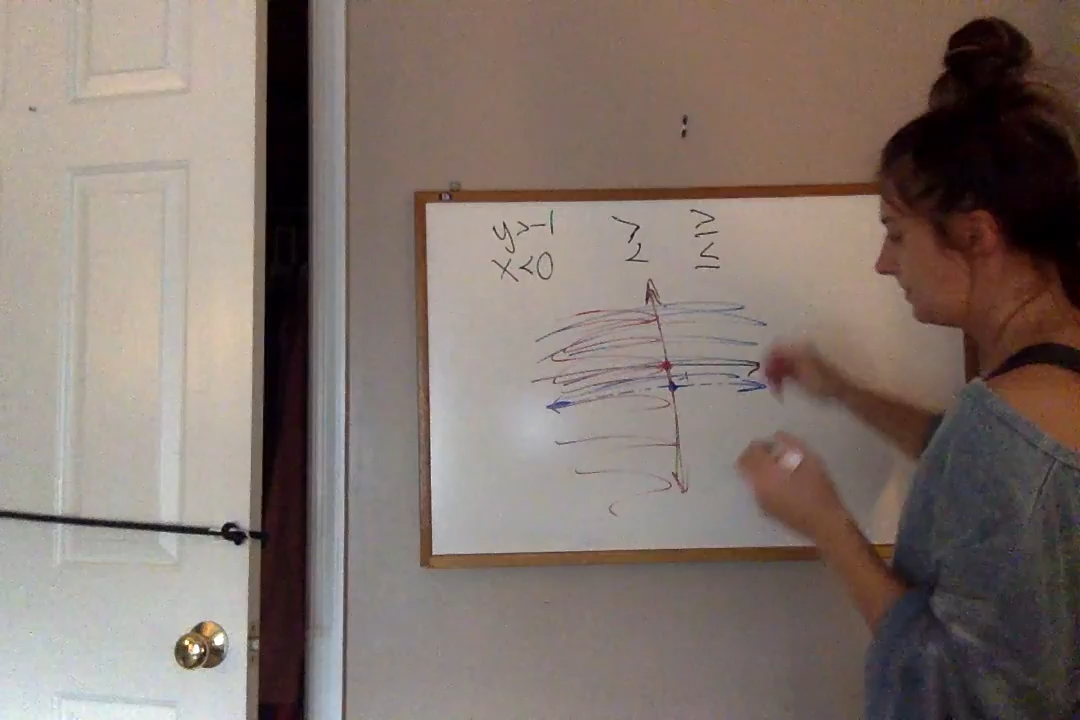 y>-1 > ≥
x<0 < ≤